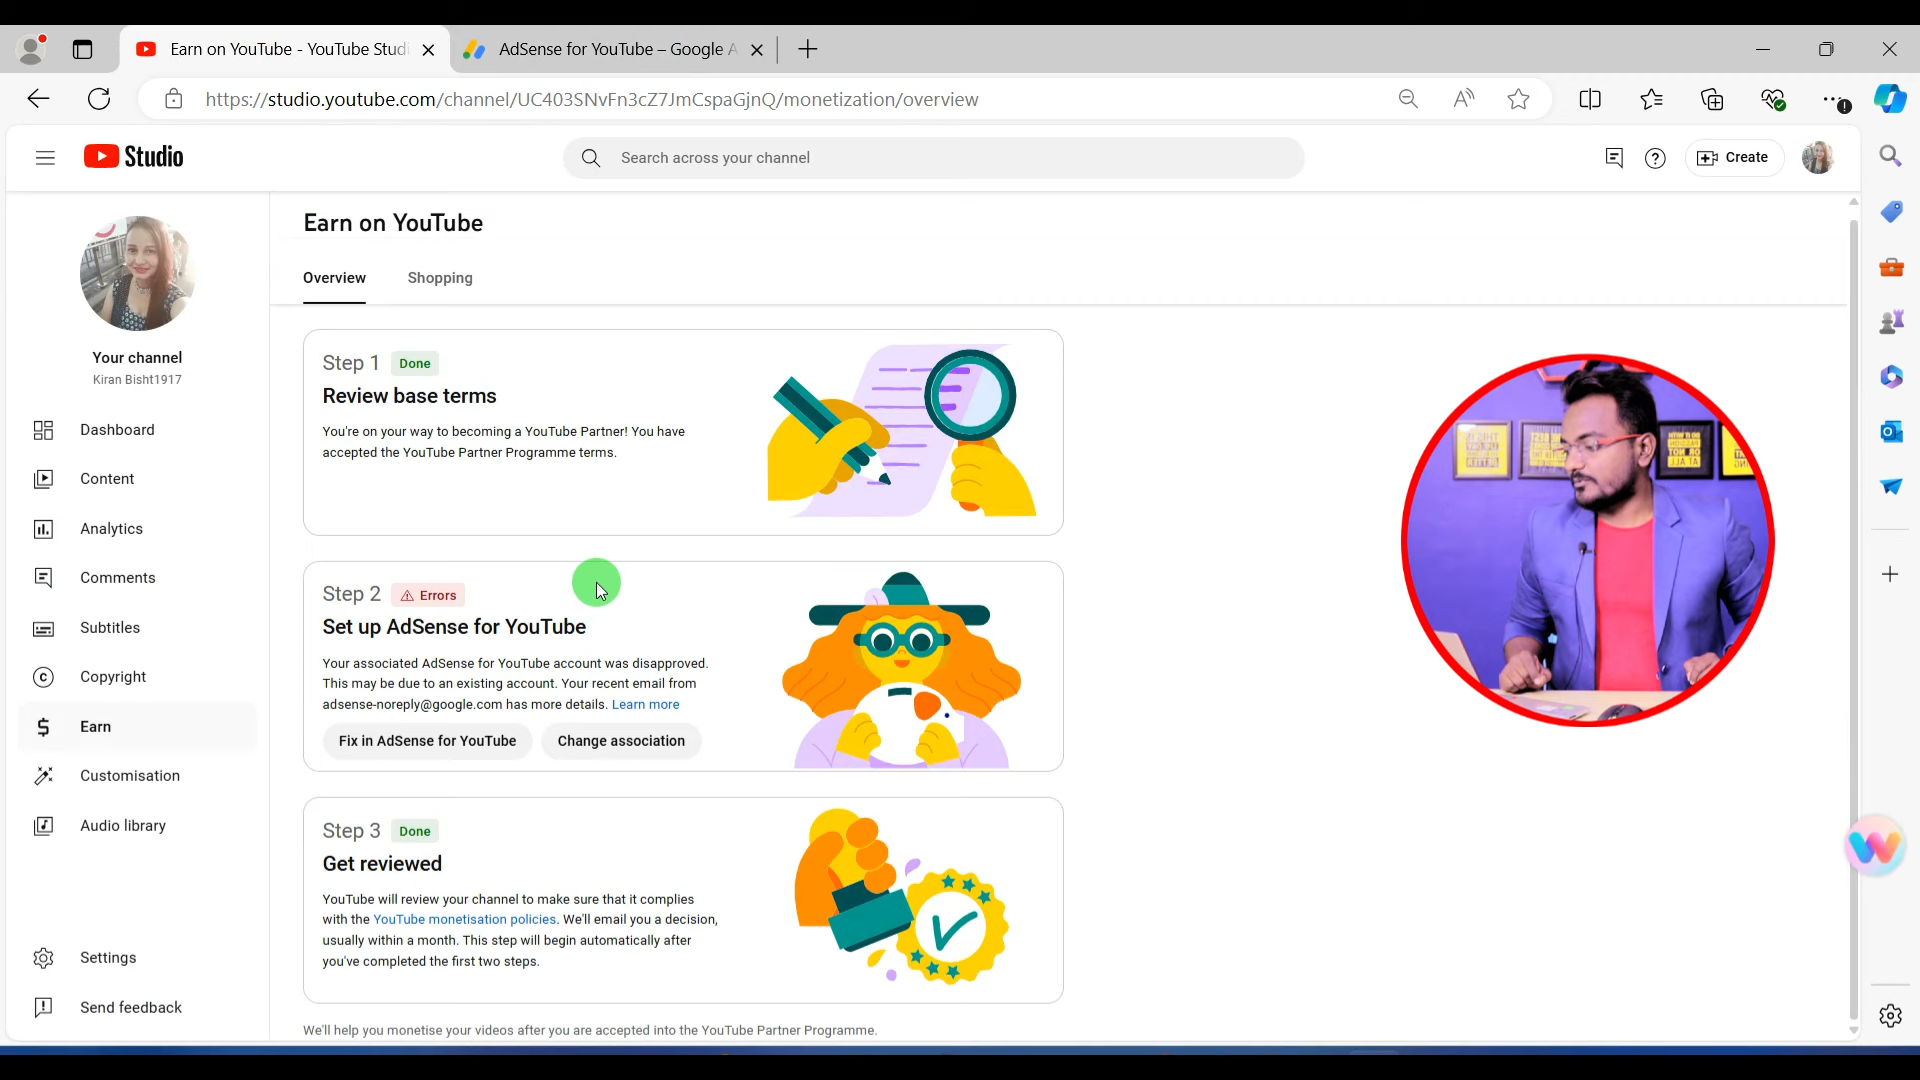 Earn on YouTube - YouTube Studi
AdSense for YouTube – Google A
https://studio.youtube.com/channel/UC403SNvFn3cZ7JmCspaGjnQ/monetization/overview
Studio
Search across your channel
Create
Your channel
Kiran Bisht1917
Dashboard
Content
Analytics
Comments
Subtitles
Copyright
Earn
Customisation
Audio library
Settings
Send feedback
Earn on YouTube
Overview
Shopping
Step 1 Done
Review base terms
You're on your way to becoming a YouTube Partner! You have
accepted the YouTube Partner Programme terms.
Step 2 Errors
Set up AdSense for YouTube
Your associated AdSense for YouTube account was disapproved.
This may be due to an existing account. Your recent email from
adsense-noreply@google.com has more details. Learn more
Fix in AdSense for YouTube
Change association
Step 3 Done
Get reviewed
YouTube will review your channel to make sure that it complies
with the YouTube monetisation policies. We'll email you a decision,
usually within a month. This step will begin automatically after
you've completed the first two steps.
We'll help you monetise your videos after you are accepted into the YouTube Partner Programme.